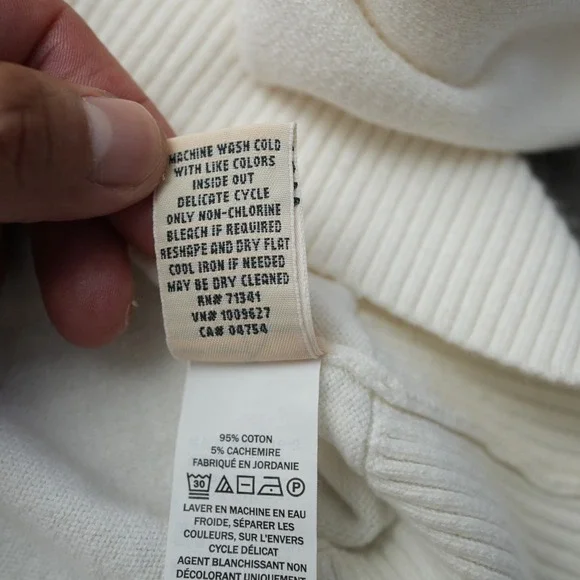 MACHINE WASH COLD
WITH LIKE COLORS
INSIDE OUT
DELICATE CYCLE
ONLY NON-CHLORINE
BLEACH IF REQUIRED
RESHAPE AND DRY FLAT
COOL IRON IF NEEDED
MAY BE DRY CLEANED
RN# 71341
VN# 1009627
CA# 04754
95% COTON
5% CACHEMIRE
FABRIQUÉ EN JORDANIE
30 P
LAVER EN MACHINE EN EAU
FROIDE, SÉPARER LES
COULEURS, SUR L'ENVERS
CYCLE DÉLICAT
AGENT BLANCHISSANT NON
DÉCOLORANT UNIQUEMENT